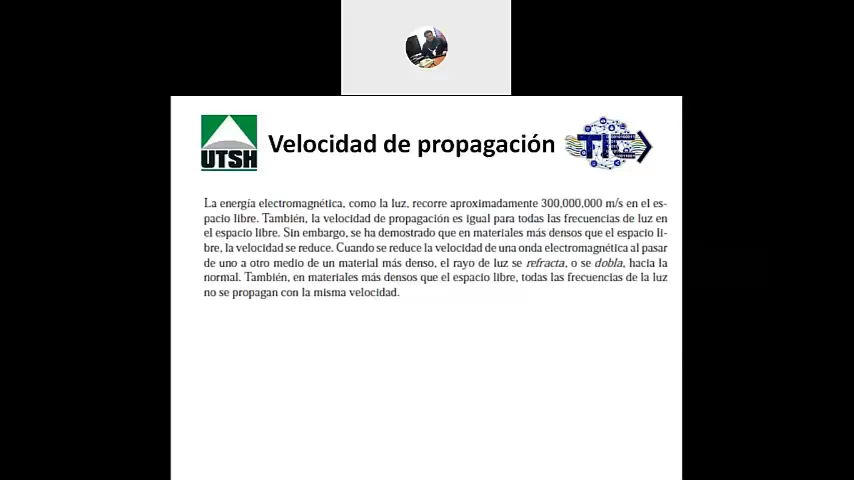 UTSH
Velocidad de propagación
TIC
La energía electromagnética, como la luz, recorre aproximadamente 300,000,000 m/s en el es-
pacio libre. También, la velocidad de propagación es igual para todas las frecuencias de luz en
el espacio libre. Sin embargo, se ha demostrado que en materiales más densos que el espacio li-
bre, la velocidad se reduce. Cuando se reduce la velocidad de una onda electromagnética al pasar
de uno a otro medio de un material más denso, el rayo de luz se refracta, o se dobla, hacia la
normal. También, en materiales más densos que el espacio libre, todas las frecuencias de la luz
no se propagan con la misma velocidad.